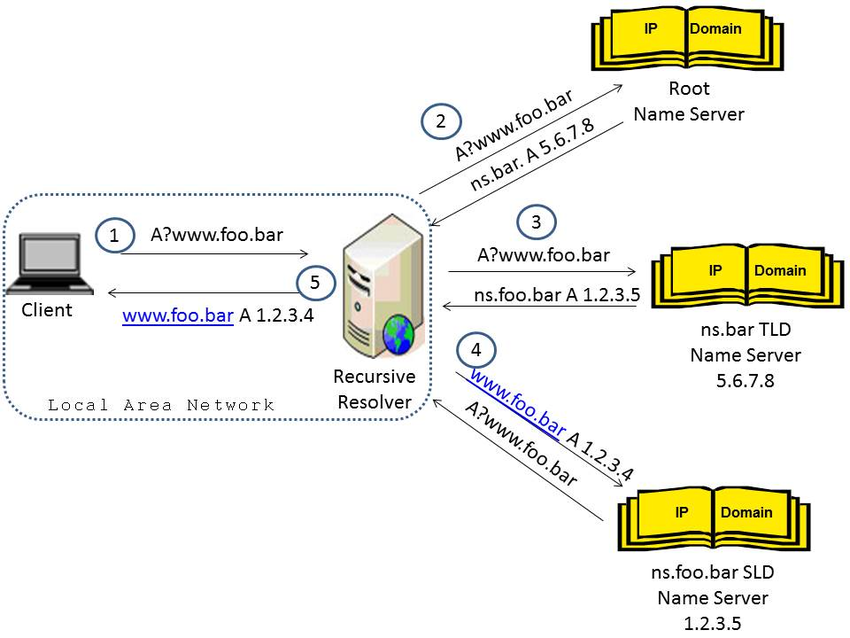 IP Domain
Root
Name Server
2
A?www.foo.bar
ns.bar. A 5.6.7.8
1
A?www.foo.bar
3
A?www.foo.bar
5
www.foo.bar A 1.2.3.4
ns.foo.bar A 1.2.3.5
IP Domain
ns.bar TLD
Name Server
5.6.7.8
Client
Recursive
Resolver
Local Area Network
4
www.foo.bar A 1.2.3.4
A?www.foo.bar
IP Domain
ns.foo.bar SLD
Name Server
1.2.3.5